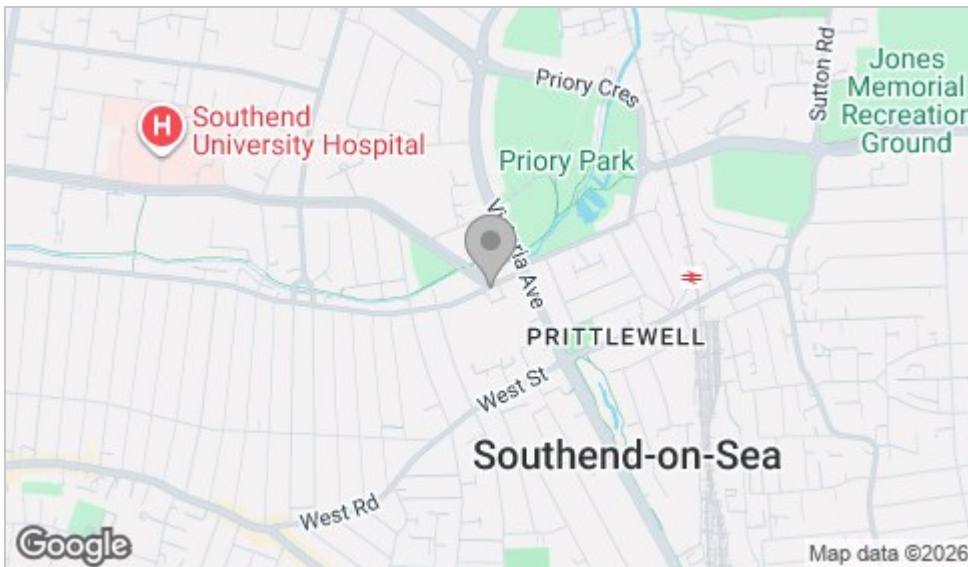 Sutton Rd
Jones
Memorial
Recreation
Ground
Priory Cres
H
Southend
University Hospital
Priory Park
Victoria Ave
PRITTLEWELL
West St
Southend-on-Sea
West Rd
Google
Map data ©2026